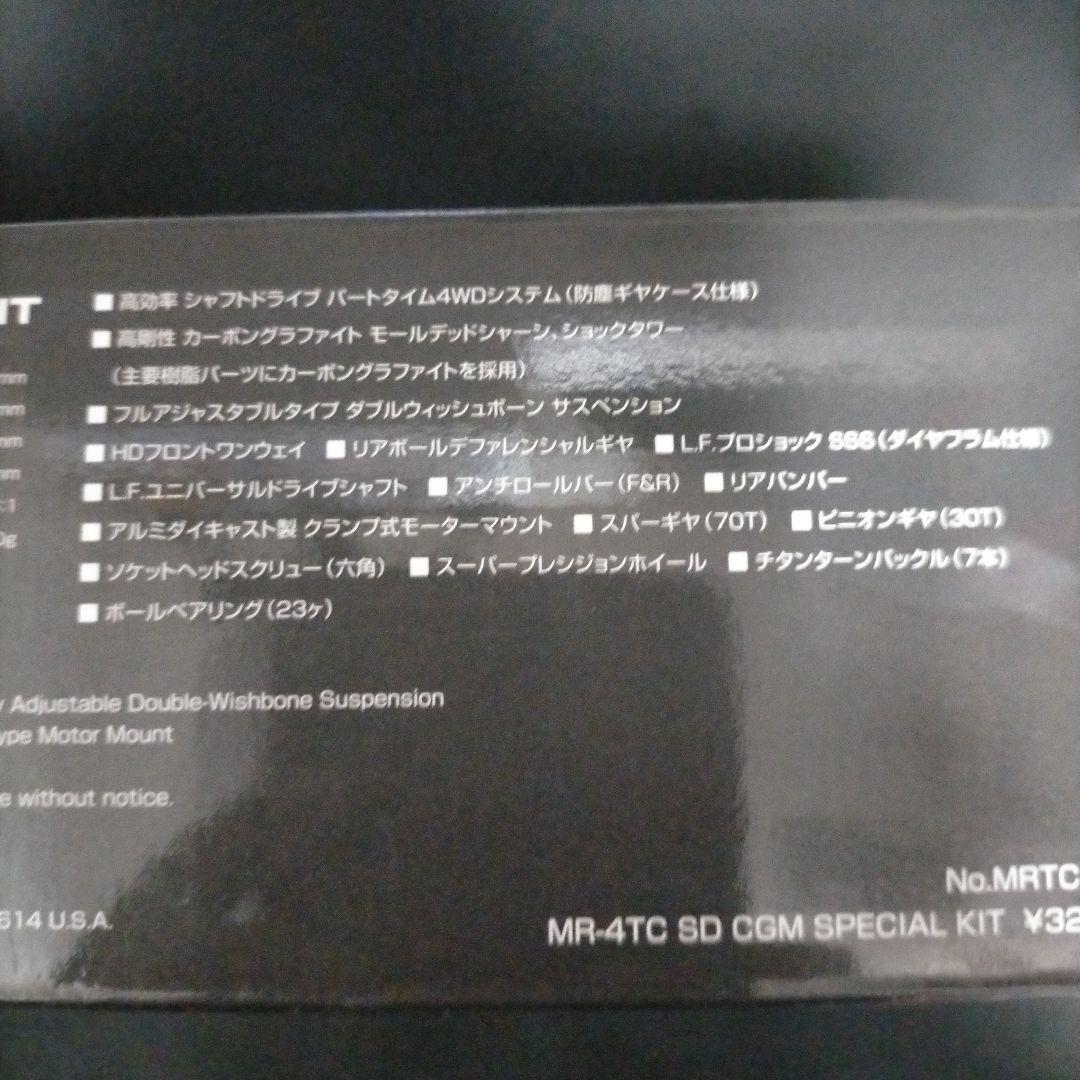 IT
■ 高効率 シャフトドライブ パートタイム4WDシステム（防塵ギヤケース仕様）
■ 高剛性 カーボングラファイト モールデッドシャーシ、ショックタワー
（主要樹脂パーツにカーボングラファイトを採用）
mm
■ フルアジャスタブルタイプ ダブルウィッシュボーン サスペンション
mm
■ HDフロントワンウェイ ■ リアボールデファレンシャルギヤ ■ L.F.プロショック SSS（ダイヤフラム仕様）
mm
mm
■ L.F.ユニバーサルドライブシャフト ■ アンチロールバー（F&R） ■ リアバンパー
:1
■ アルミダイキャスト製 クランプ式モーターマウント ■ スパーギヤ（70T） ■ ピニオンギヤ（30T）
0g
■ ソケットヘッドスクリュー（六角） ■ スーパープレシジョンホイール ■ チタンターンバックル（7本）
■ ボールベアリング（23ヶ）
y Adjustable Double-Wishbone Suspension
ype Motor Mount
e without notice.
No.MRTC
614 U.S.A.
MR-4TC SD CGM SPECIAL KIT ¥32